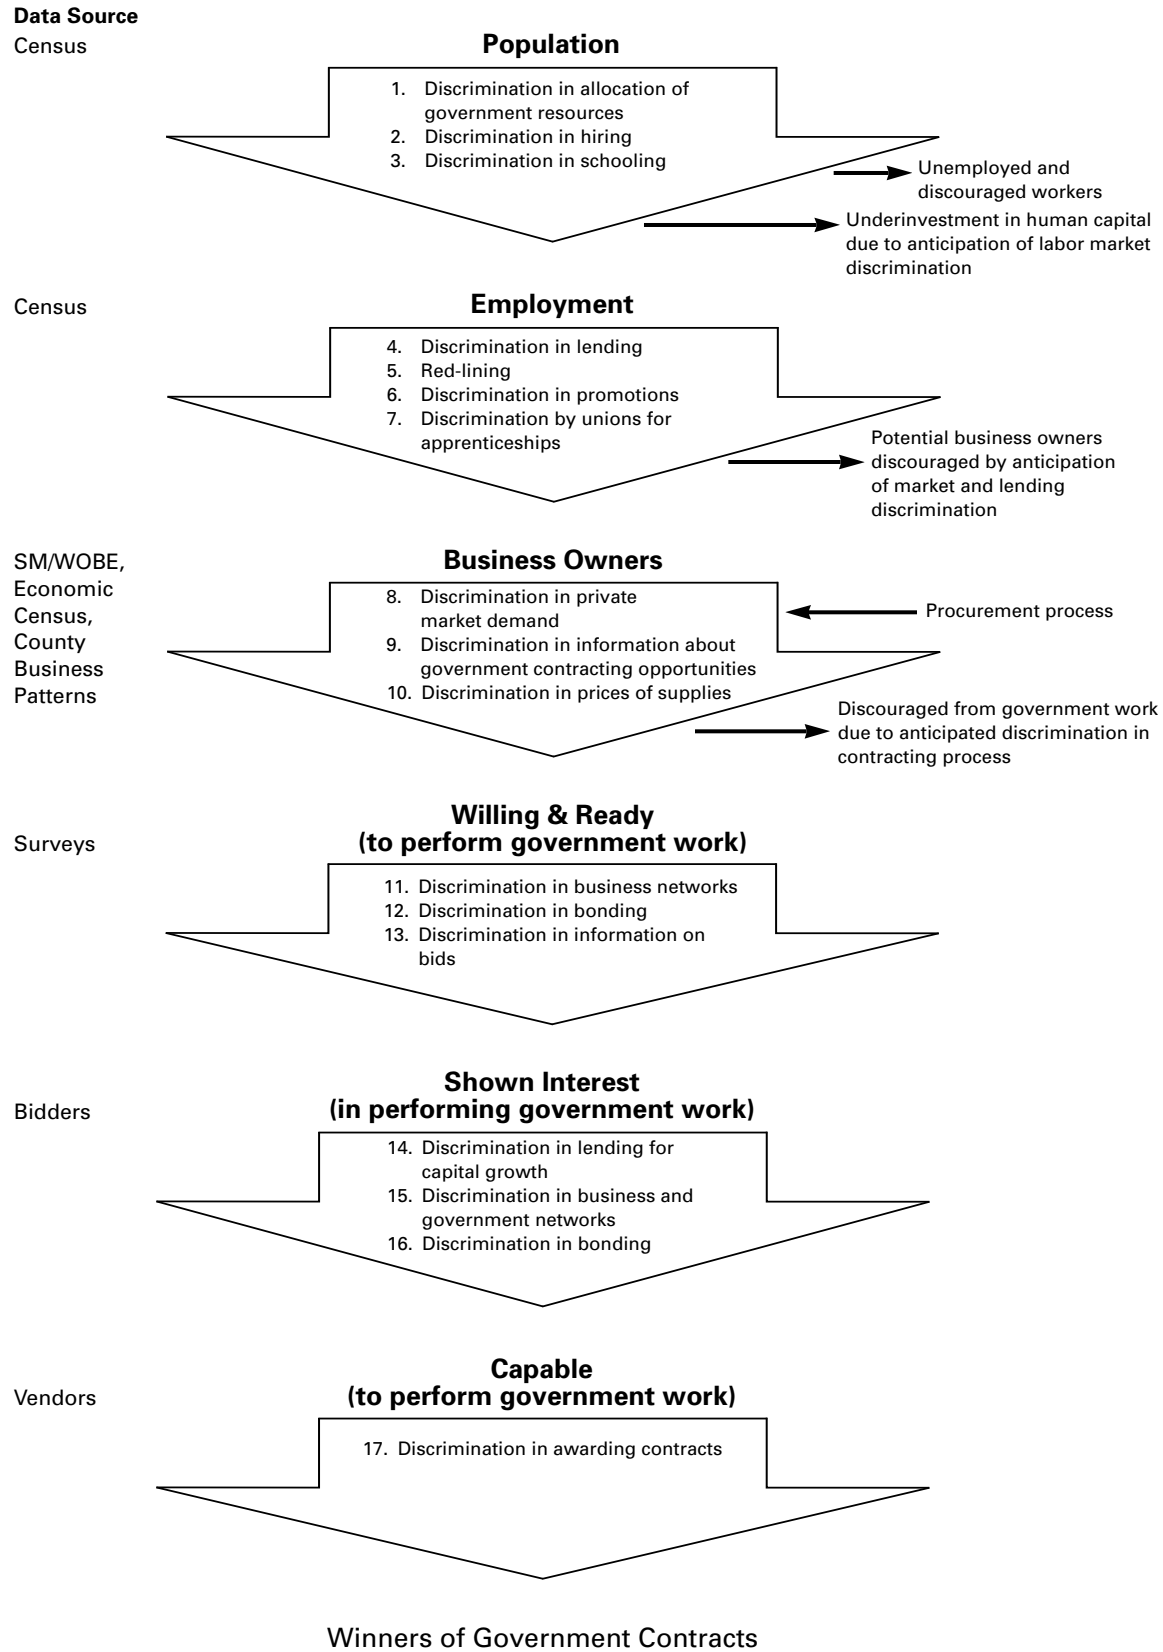 Data Source
Census
Population
1. Discrimination in allocation of
government resources
2. Discrimination in hiring
3. Discrimination in schooling
Unemployed and
discouraged workers
Underinvestment in human capital
due to anticipation of labor market
discrimination
Census
Employment
4. Discrimination in lending
5. Red-lining
6. Discrimination in promotions
7. Discrimination by unions for
apprenticeships
Potential business owners
discouraged by anticipation
of market and lending
discrimination
SM/WOBE,
Economic
Census,
County
Business
Patterns
Business Owners
8. Discrimination in private
market demand
9. Discrimination in information about
government contracting opportunities
10. Discrimination in prices of supplies
Procurement process
Discouraged from government work
due to anticipated discrimination in
contracting process
Surveys
Willing & Ready
(to perform government work)
11. Discrimination in business networks
12. Discrimination in bonding
13. Discrimination in information on
bids
Bidders
Shown Interest
(in performing government work)
14. Discrimination in lending for
capital growth
15. Discrimination in business and
government networks
16. Discrimination in bonding
Vendors
Capable
(to perform government work)
17. Discrimination in awarding contracts
Winners of Government Contracts